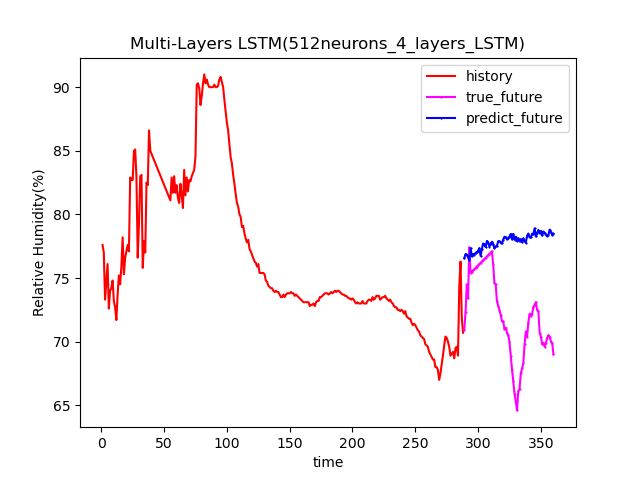 Multi-Layers LSTM(512neurons_4_layers_LSTM)
history
true_future
predict_future
Relative Humidity(%)
90
85
80
75
70
65
0 50 100 150 200 250 300 350
time